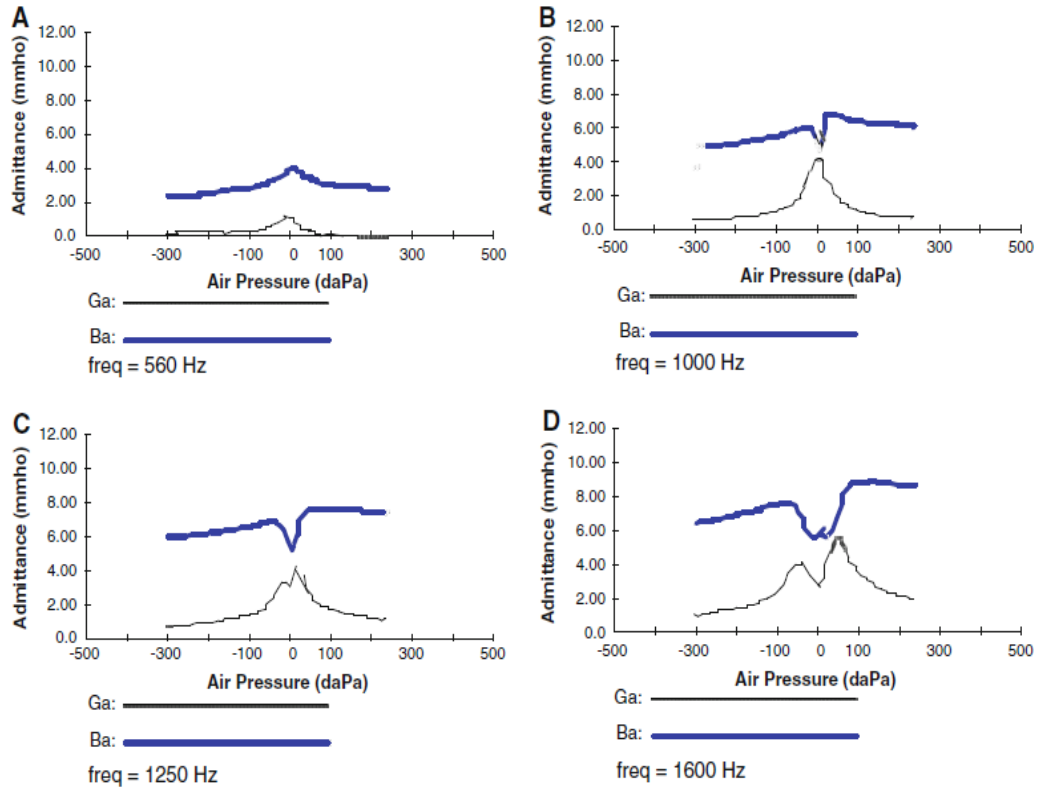 A
Admittance (mmho)
12.00
10.00
8.00
6.00
4.00
2.00
0.0
-500 -300 -100 0 100 300 500
Air Pressure (daPa)
Ga:
Ba:
freq = 560 Hz
B
Admittance (mmho)
12.00
10.00
8.00
6.00
4.00
2.00
0.0
-500 -300 -100 0 100 300 500
Air Pressure (daPa)
Ga:
Ba:
freq = 1000 Hz
C
Admittance (mmho)
12.00
10.00
8.00
6.00
4.00
2.00
0.0
-500 -300 -100 0 100 300 500
Air Pressure (daPa)
Ga:
Ba:
freq = 1250 Hz
D
Admittance (mmho)
12.00
10.00
8.00
6.00
4.00
2.00
0.0
-500 -300 -100 0 100 300 500
Air Pressure (daPa)
Ga:
Ba:
freq = 1600 Hz